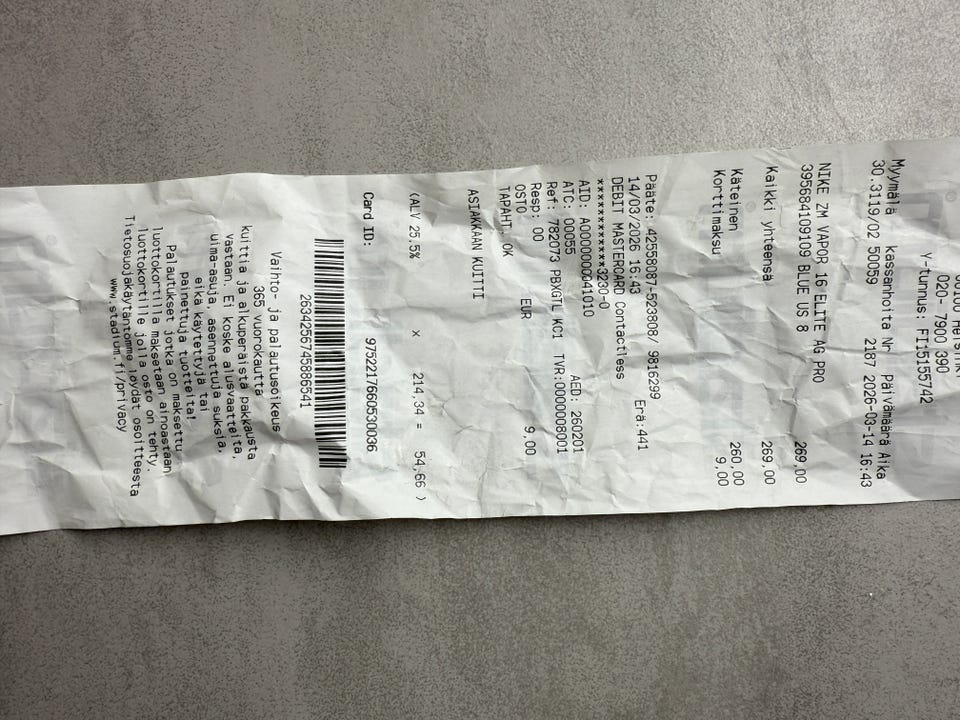 020- 7900 390
Y-tunnus: FI15155742
Myymälä kassanhoita Nr Päivämäärä Aika
30.3119/02 50059 2187 2026-03-14 16:43
NIKE ZM VAPOR 16 ELITE AG PRO
395684109109 BLUE US 8 269,00
Kaikki yhteensä 269,00
Käteinen 260,00
Korttimaksu 9,00
Pääte: 42558087-523808/ 9816299
14/03/2026 16:43 Erä:441
DEBIT MASTERCARD Contactless
************3230-0
AID: A0000000041010
ATC: 00055 AED: 260201
Ref: 782073 PBXGTL KC1 TVR:0000008001
Resp: 00
OSTO EUR 9,00
TAPAHT. OK
ASIAKKAAN KUITTI
(ALV 25.5% x 214,34 = 54,66 )
Card ID: 9752217660530036
2634256745886541
Vaihto- ja palautusoikeus
365 vuorokautta
kuittia ja alkuperäistä pakkausta
vastaan. Ei koske alusvaatteita,
uima-asuja, asennettuja suksia,
eikä käytettyjä tai
painettuja tuotteita!
Palautukset jotka on maksettu
luottokortilla maksetaan ainoastaan
luottokortille jolla osto on tehty.
Tietosuojakäytäntömme löydät osoitteesta
www.stadium.fi/privacy